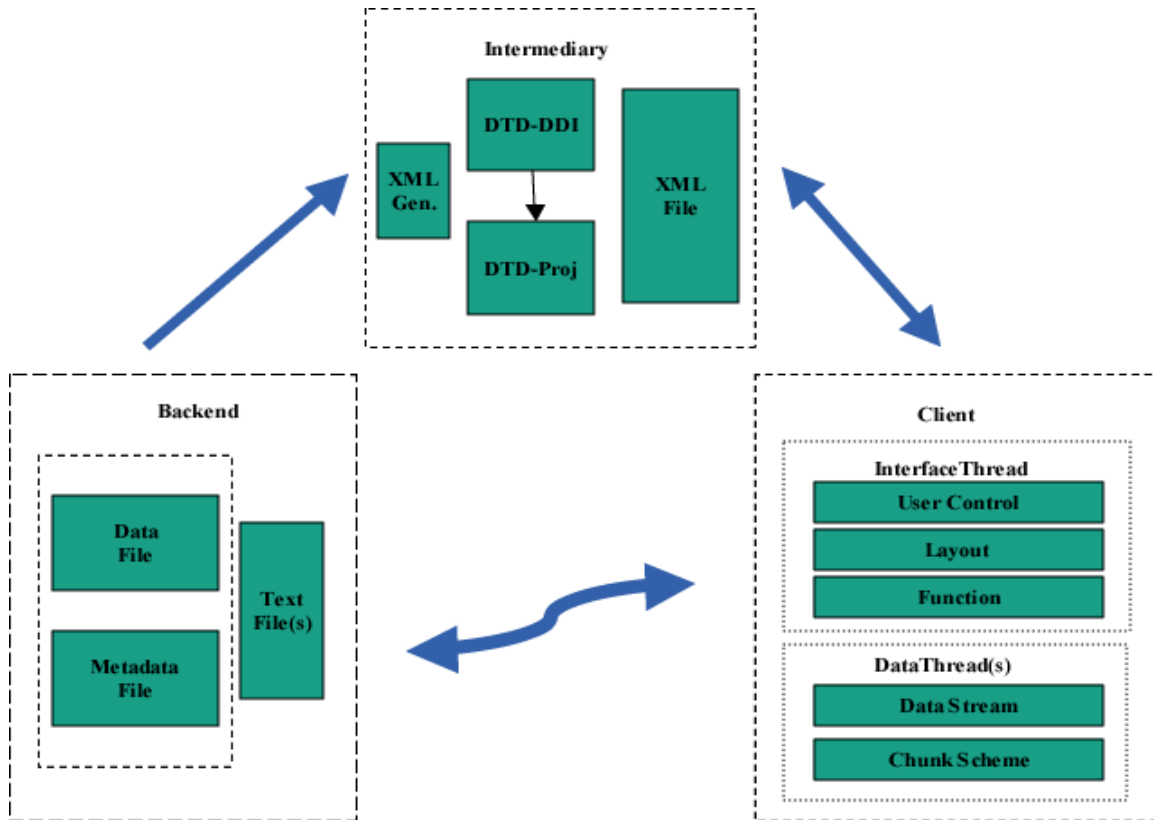 Intermediary
DTD-DDI
XML
Gen.
XML
File
DTD-Proj
Backend
Data
File
Text
File(s)
Metadata
File
Client
InterfaceThread
User Control
Layout
Function
DataThread(s)
Data Stream
Chunk Scheme